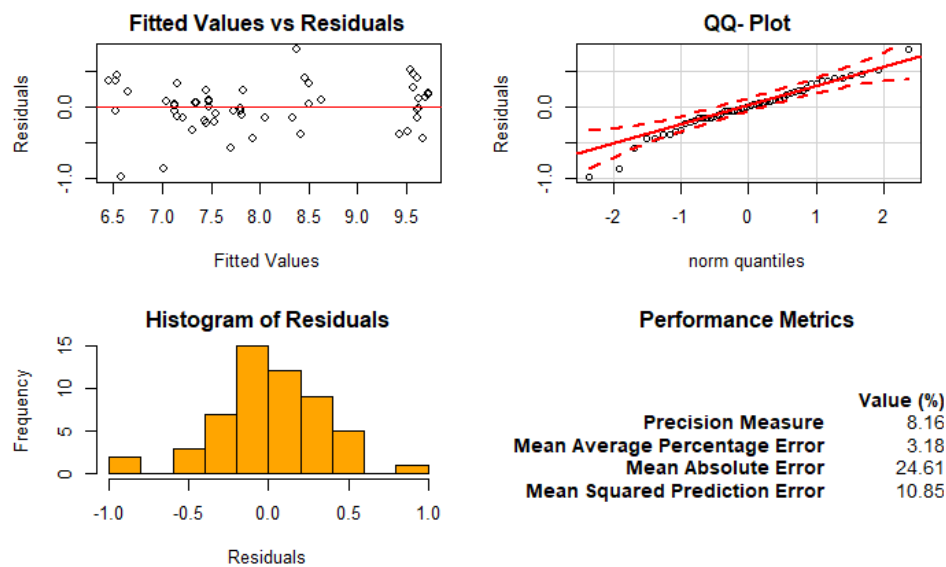 Fitted Values vs Residuals
Residuals
0.0
-1.0
6.5 7.0 7.5 8.0 8.5 9.0 9.5
Fitted Values
QQ- Plot
Residuals
0.0
-1.0
-2 -1 0 1 2
norm quantiles
Histogram of Residuals
Frequency
15
10
5
0
-1.0 -0.5 0.0 0.5 1.0
Residuals
Performance Metrics
Value (%)
Precision Measure 8.16
Mean Average Percentage Error 3.18
Mean Absolute Error 24.61
Mean Squared Prediction Error 10.85